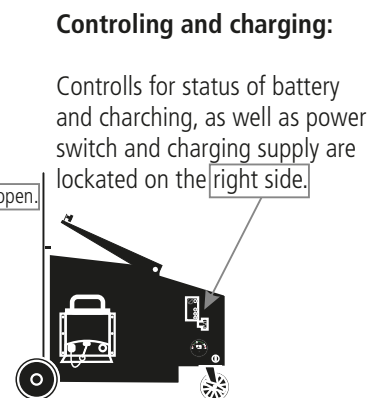 Controling and charging:
Controlls for status of battery
and charching, as well as power
switch and charging supply are
lockated on the right side.
open.